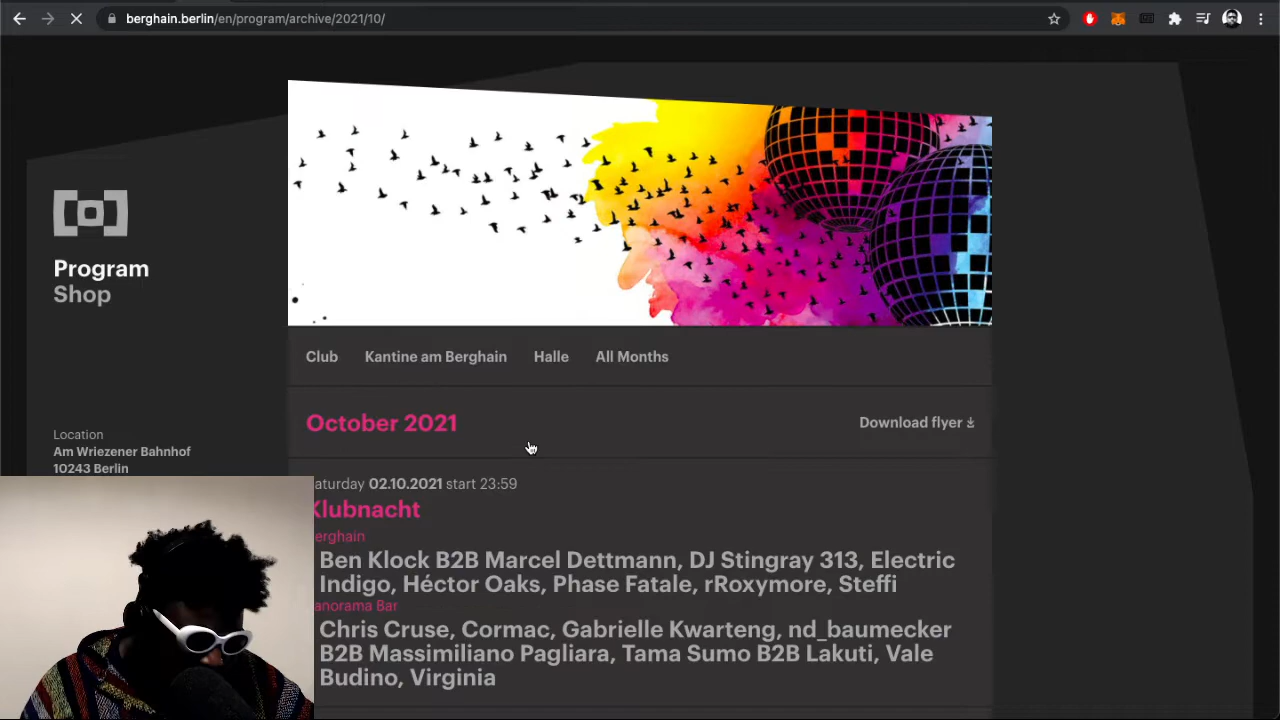 berghain.berlin/en/program/archive/2021/10/
Program
Shop
Location
Am Wriezener Bahnhof
10243 Berlin
Club Kantine am Berghain Halle All Months
October 2021
Download flyer
aturday 02.10.2021 start 23:59
Klubnacht
erghain
Ben Klock B2B Marcel Dettmann, DJ Stingray 313, Electric
Indigo, Héctor Oaks, Phase Fatale, rRoxymore, Steffi
anorama Bar
Chris Cruse, Cormac, Gabrielle Kwarteng, nd_baumecker
B2B Massimiliano Pagliara, Tama Sumo B2B Lakuti, Vale
Budino, Virginia